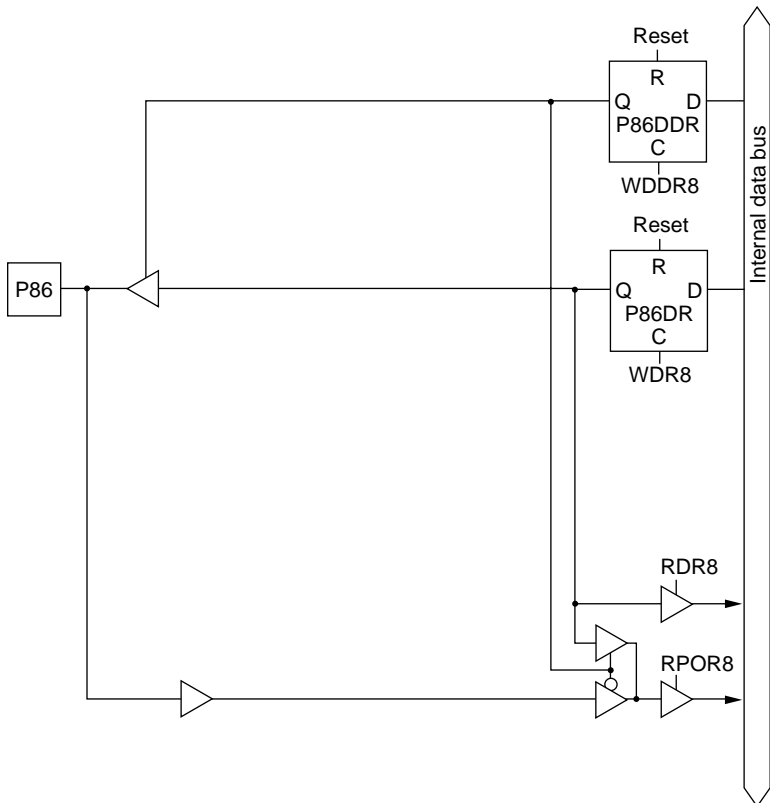 Reset
R
Q D
P86DDR
C
WDDR8
Internal data bus
Reset
R
P86
Q D
P86DR
C
WDR8
RDR8
RPOR8